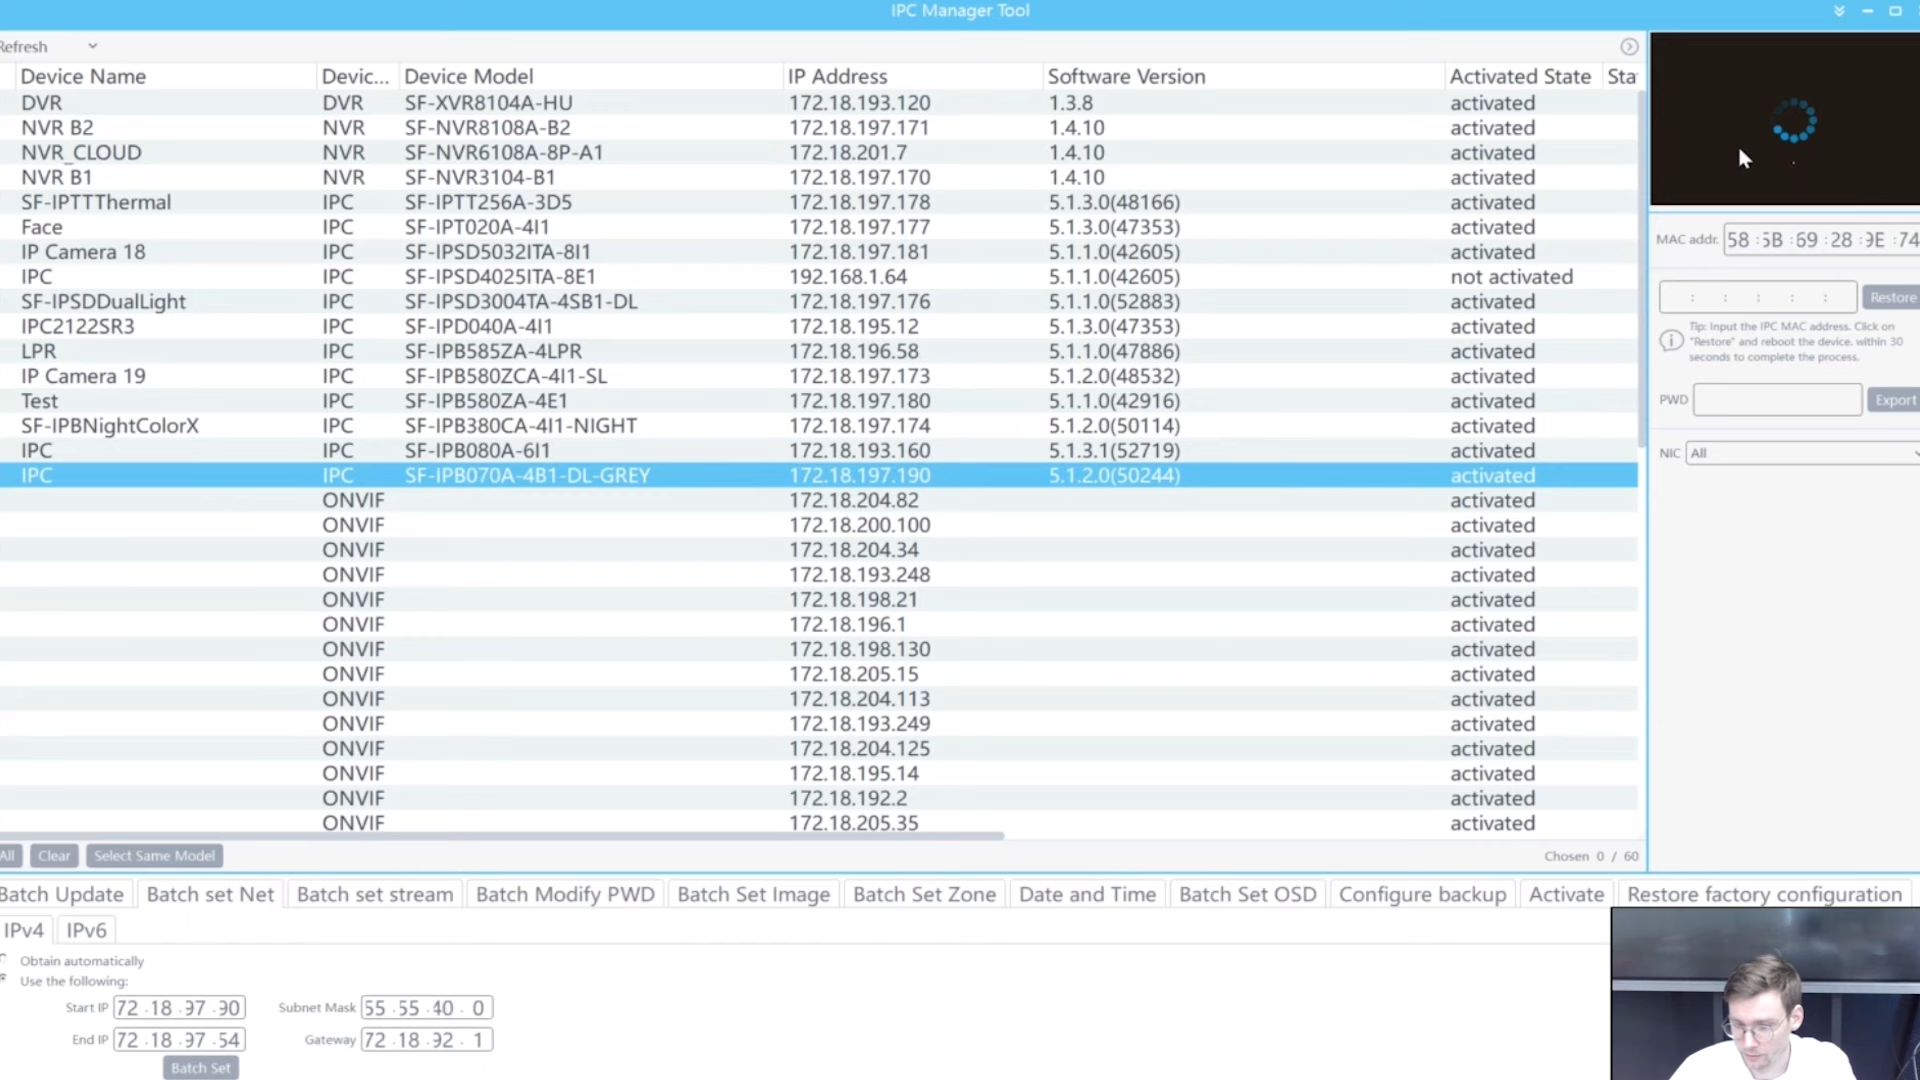 IPC Manager Tool
Refresh
Device Name Devic... Device Model IP Address Software Version Activated State Sta
DVR DVR SF-XVR8104A-HU 172.18.193.120 1.3.8 activated
NVR B2 NVR SF-NVR8108A-B2 172.18.197.171 1.4.10 activated
NVR_CLOUD NVR SF-NVR6108A-8P-A1 172.18.201.7 1.4.10 activated
NVR B1 NVR SF-NVR3104-B1 172.18.197.170 1.4.10 activated
SF-IPTTThermal IPC SF-IPTT256A-3D5 172.18.197.178 5.1.3.0(48166) activated
Face IPC SF-IPT020A-4I1 172.18.197.177 5.1.3.0(47353) activated
IP Camera 18 IPC SF-IPSD5032ITA-8I1 172.18.197.181 5.1.1.0(42605) activated
IPC IPC SF-IPSD4025ITA-8E1 192.168.1.64 5.1.1.0(42605) not activated
SF-IPSDDualLight IPC SF-IPSD3004TA-4SB1-DL 172.18.197.176 5.1.1.0(52883) activated
IPC2122SR3 IPC SF-IPD040A-4I1 172.18.195.12 5.1.3.0(47353) activated
LPR IPC SF-IPB585ZA-4LPR 172.18.196.58 5.1.1.0(47886) activated
IP Camera 19 IPC SF-IPB580ZCA-4I1-SL 172.18.197.173 5.1.2.0(48532) activated
Test IPC SF-IPB580ZA-4E1 172.18.197.180 5.1.1.0(42916) activated
SF-IPBNightColorX IPC SF-IPB380CA-4I1-NIGHT 172.18.197.174 5.1.2.0(50114) activated
IPC IPC SF-IPB080A-6I1 172.18.193.160 5.1.3.1(52719) activated
IPC IPC SF-IPB070A-4B1-DL-GREY 172.18.197.190 5.1.2.0(50244) activated
ONVIF 172.18.204.82 activated
ONVIF 172.18.200.100 activated
ONVIF 172.18.204.34 activated
ONVIF 172.18.193.248 activated
ONVIF 172.18.198.21 activated
ONVIF 172.18.196.1 activated
ONVIF 172.18.198.130 activated
ONVIF 172.18.205.15 activated
ONVIF 172.18.204.113 activated
ONVIF 172.18.193.249 activated
ONVIF 172.18.204.125 activated
ONVIF 172.18.195.14 activated
ONVIF 172.18.192.2 activated
ONVIF 172.18.205.35 activated
All Clear Select Same Model Chosen 0 / 60
MAC addr. 58 :5B :69 :28 :9E :74
: : : : : Restore
Tip: Input the IPC MAC address. Click on
"Restore" and reboot the device. within 30
seconds to complete the process.
PWD Export
NIC All
Batch Update Batch set Net Batch set stream Batch Modify PWD Batch Set Image Batch Set Zone Date and Time Batch Set OSD Configure backup Activate Restore factory configuration
IPv4 IPv6
Obtain automatically
Use the following:
Start IP 72 .18 .97 .90 Subnet Mask 55 .55 .40 . 0
End IP 72 .18 .97 .54 Gateway 72 .18 .92 . 1
Batch Set